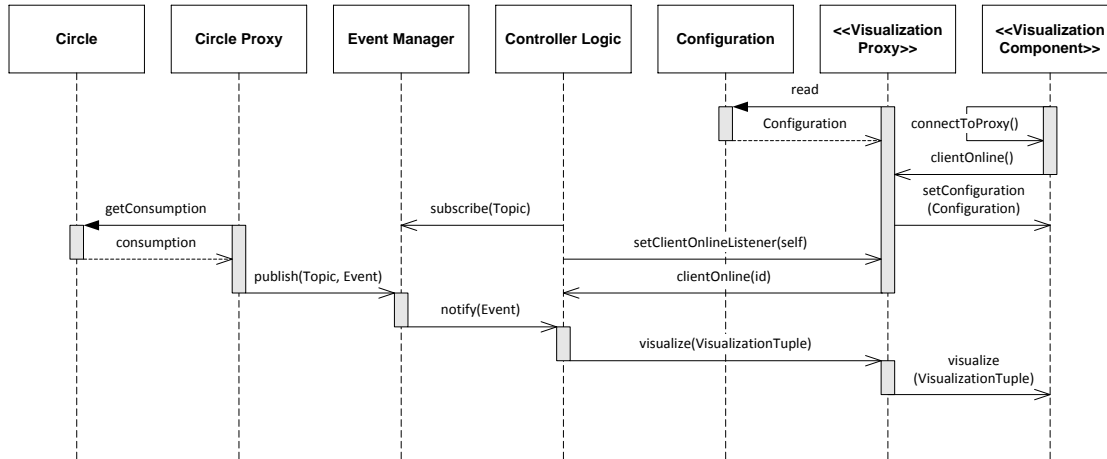 Circle
Circle Proxy
Event Manager
Controller Logic
Configuration
<<Visualization
Proxy>>
<<Visualization
Component>>
read
Configuration
connectToProxy()
clientOnline()
setConfiguration
(Configuration)
getConsumption
subscribe(Topic)
consumption
setClientOnlineListener(self)
publish(Topic, Event)
clientOnline(id)
notify(Event)
visualize(VisualizationTuple)
visualize
(VisualizationTuple)